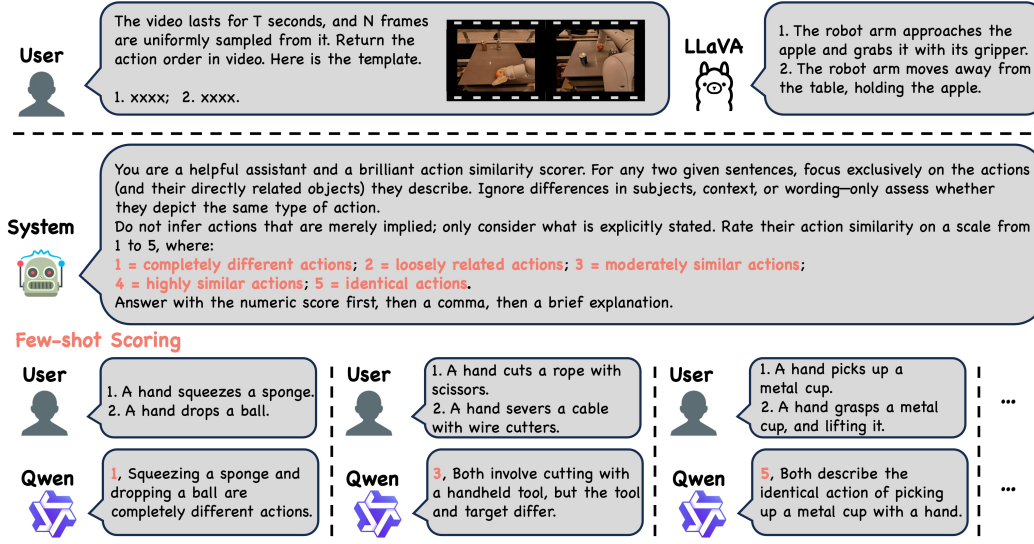 User
The video lasts for T seconds, and N frames
are uniformly sampled from it. Return the
action order in video. Here is the template.
1. xxxx;  2. xxxx.
LLaVA
1. The robot arm approaches the
apple and grabs it with its gripper.
2. The robot arm moves away from
the table, holding the apple.
System
You are a helpful assistant and a brilliant action similarity scorer. For any two given sentences, focus exclusively on the actions
(and their directly related objects) they describe. Ignore differences in subjects, context, or wording—only assess whether
they depict the same type of action.
Do not infer actions that are merely implied; only consider what is explicitly stated. Rate their action similarity on a scale from
1 to 5, where:
1 = completely different actions; 2 = loosely related actions; 3 = moderately similar actions;
4 = highly similar actions; 5 = identical actions.
Answer with the numeric score first, then a comma, then a brief explanation.
Few-shot Scoring
User
1. A hand squeezes a sponge.
2. A hand drops a ball.
User
1. A hand cuts a rope with
scissors.
2. A hand severs a cable
with wire cutters.
User
1. A hand picks up a
metal cup.
2. A hand grasps a metal
cup, and lifting it.
...
Qwen
1, Squeezing a sponge and
dropping a ball are
completely different actions.
Qwen
3, Both involve cutting with
a handheld tool, but the tool
and target differ.
Qwen
5, Both describe the
identical action of picking
up a metal cup with a hand.
...